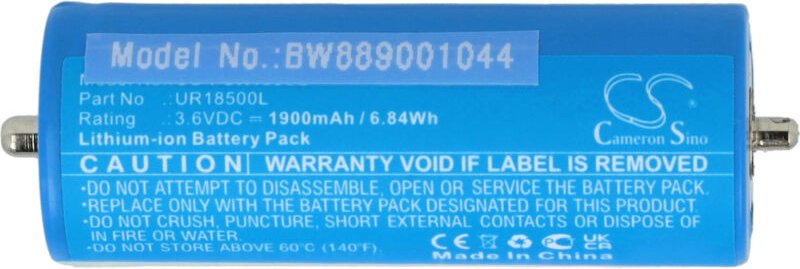 Model No.:BW889001044
Part No .:UR18500L
Rating .:3.6VDC ⎓ 1900mAh / 6.84Wh
Lithium-ion Battery Pack
CS
Cameron Sino
CAUTION WARRANTY VOID IF LABEL IS REMOVED
•DO NOT ATTEMPT TO DISASSEMBLE, OPEN OR SERVICE THE BATTERY PACK.
•REPLACE ONLY WITH THE BATTERY PACK DESIGNATED FOR THIS PRODUCT.
•DO NOT CRUSH, PUNCTURE, SHORT EXTERNAL CONTACTS OR DISPOSE OF
IN FIRE OR WATER.
•DO NOT STORE ABOVE 60°C (140°F).
CE UK CA